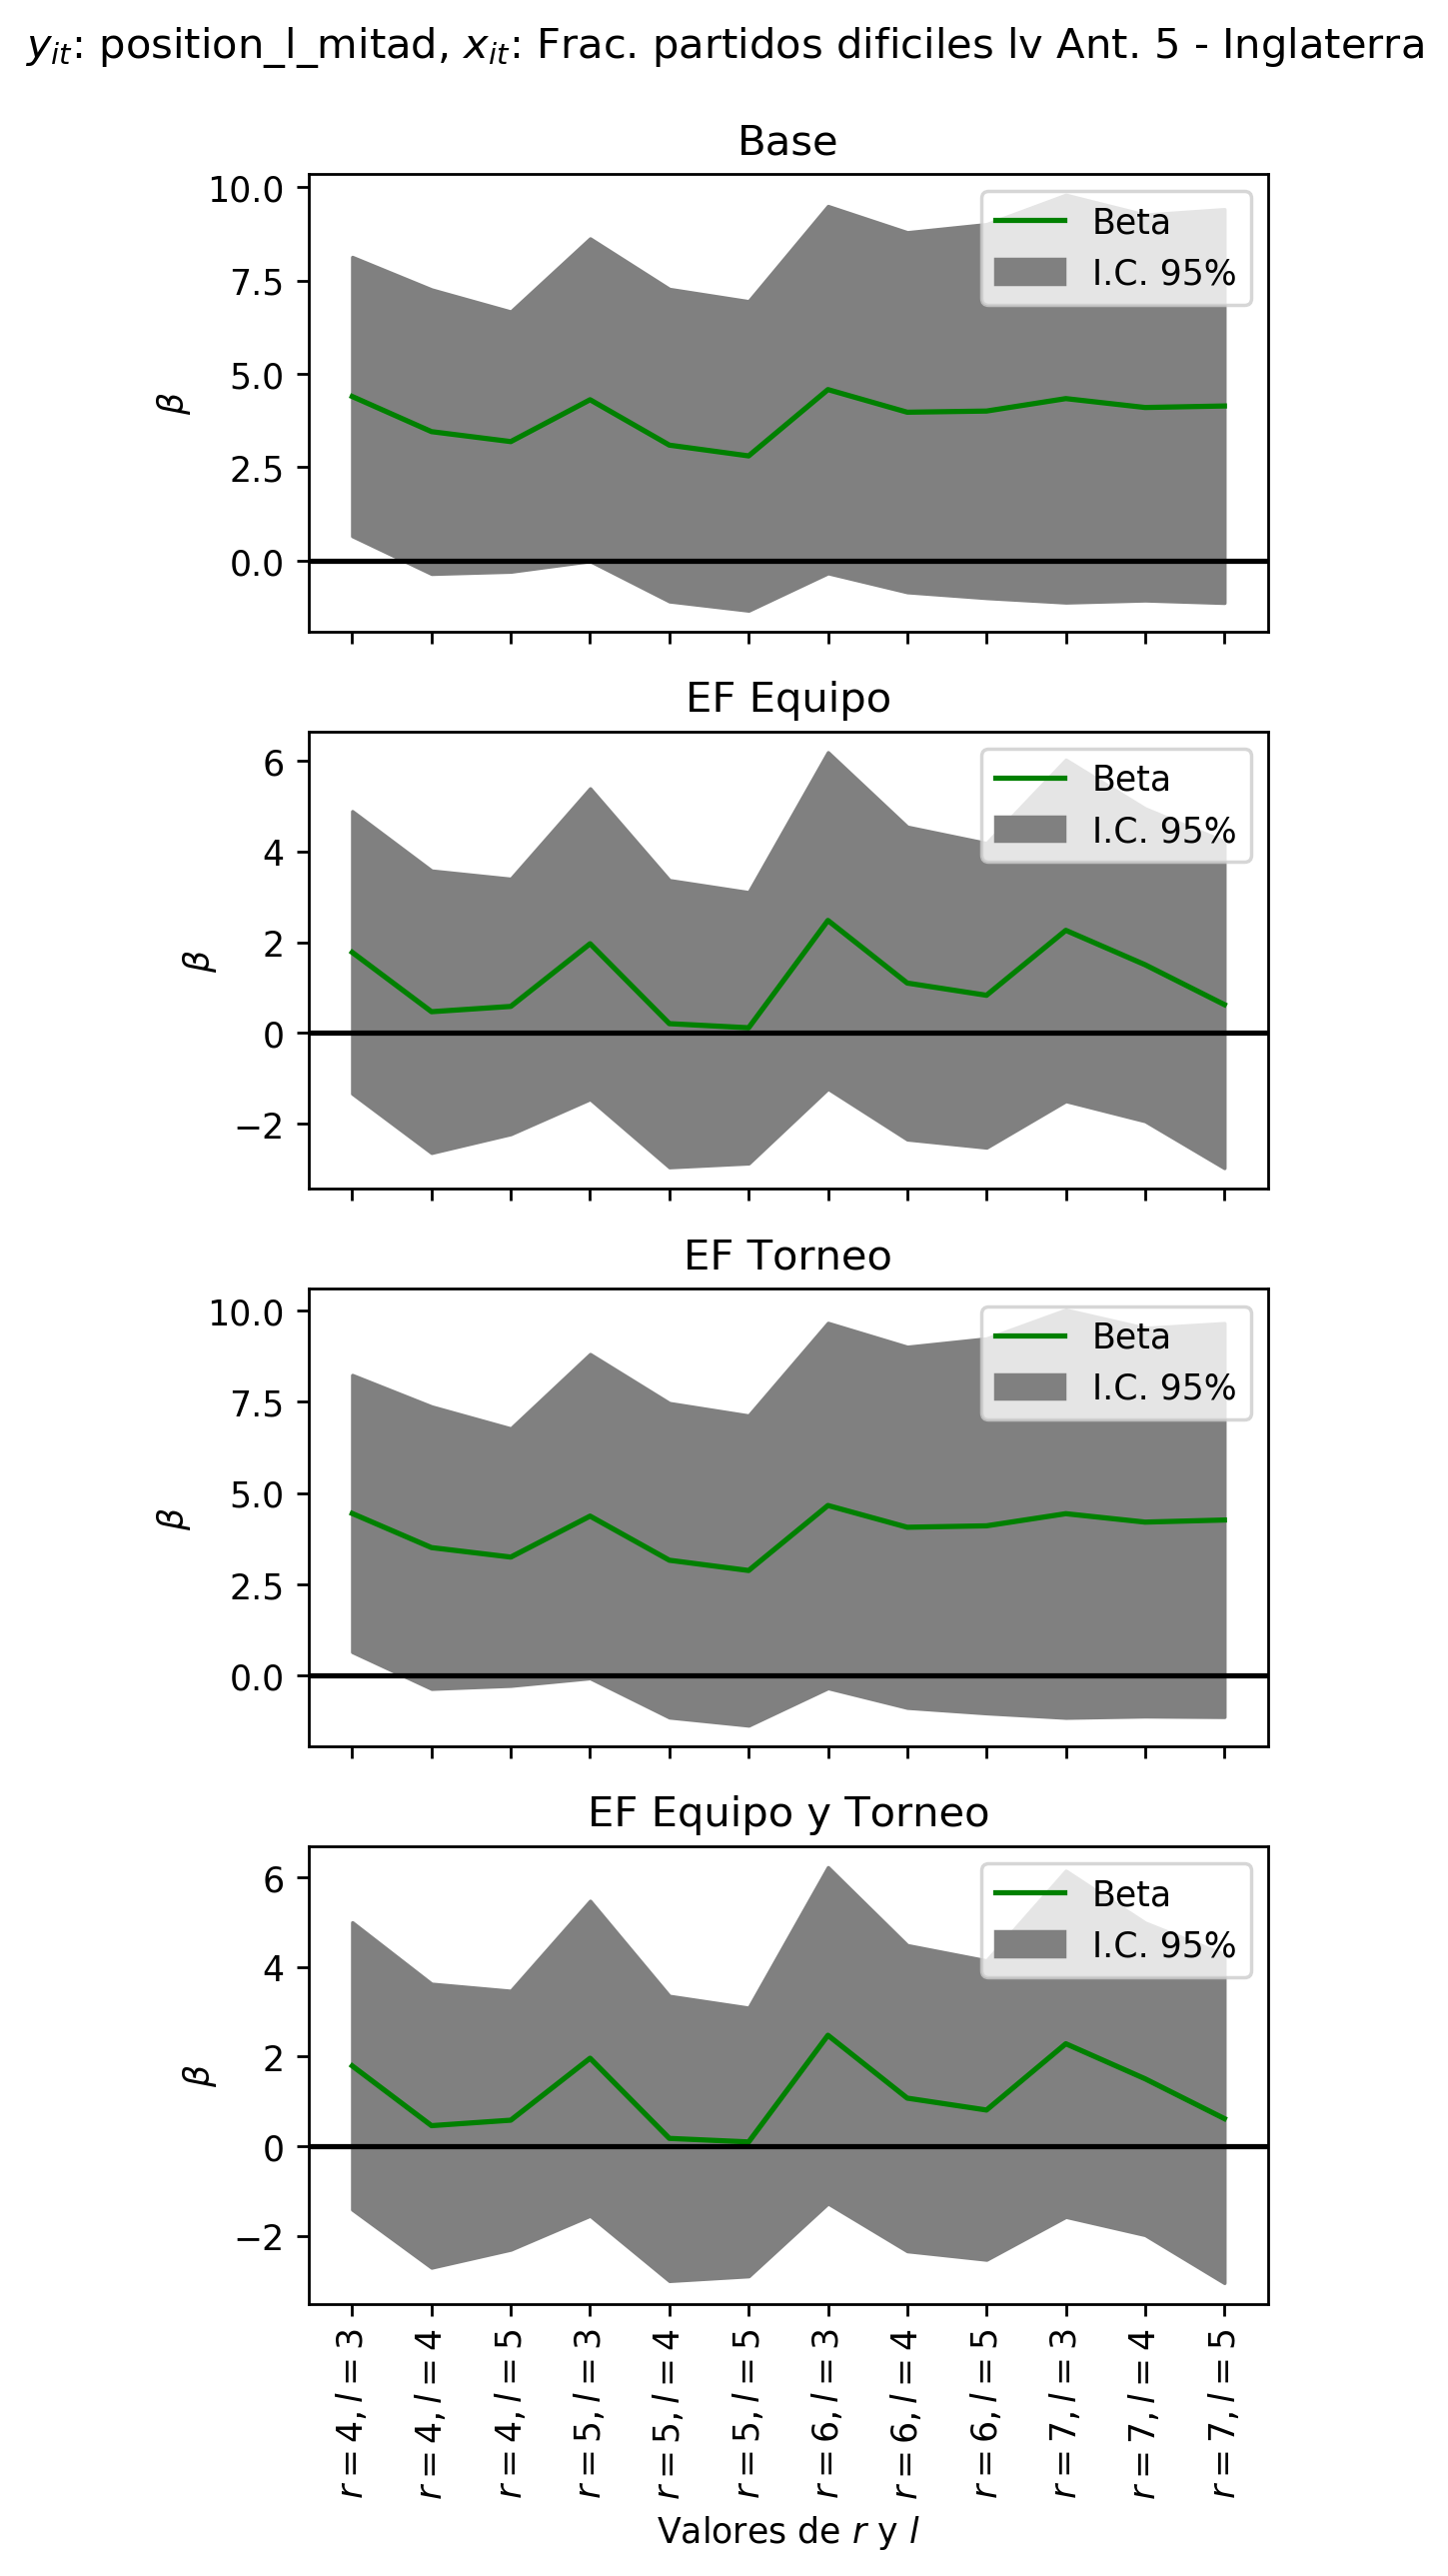 y_it: position_l_mitad, x_it: Frac. partidos dificiles lv Ant. 5 - Inglaterra
Base
10.0
7.5
5.0
2.5
0.0
β
Beta
I.C. 95%
EF Equipo
6
4
2
0
−2
β
Beta
I.C. 95%
EF Torneo
10.0
7.5
5.0
2.5
0.0
β
Beta
I.C. 95%
EF Equipo y Torneo
6
4
2
0
−2
β
Beta
I.C. 95%
r = 4, l = 3
r = 4, l = 4
r = 4, l = 5
r = 5, l = 3
r = 5, l = 4
r = 5, l = 5
r = 6, l = 3
r = 6, l = 4
r = 6, l = 5
r = 7, l = 3
r = 7, l = 4
r = 7, l = 5
Valores de r y l